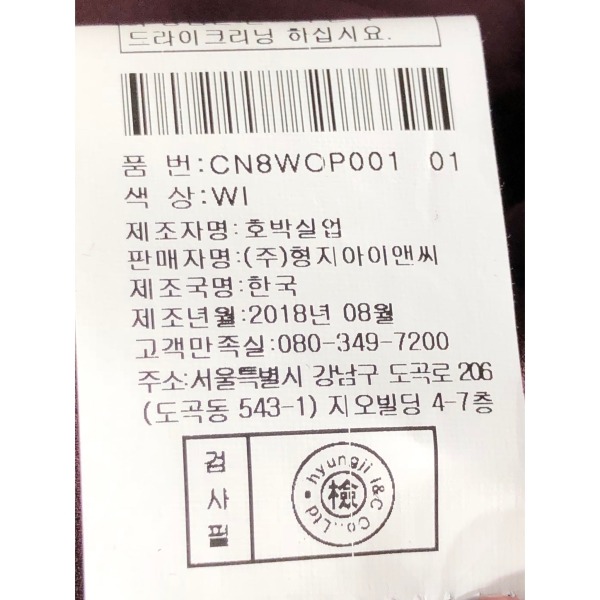 드라이크리닝 하십시요.
품 번:CN8WOP001 01
색 상:WI
제조자명:호박실업
판매자명:(주)형지아이앤씨
제조국명:한국
제조년월:2018년 08월
고객만족실:080-349-7200
주소:서울특별시 강남구 도곡로 206
(도곡동 543-1) 지오빌딩 4-7층
검사필
hyungji I&C Co.,Ltd
檢